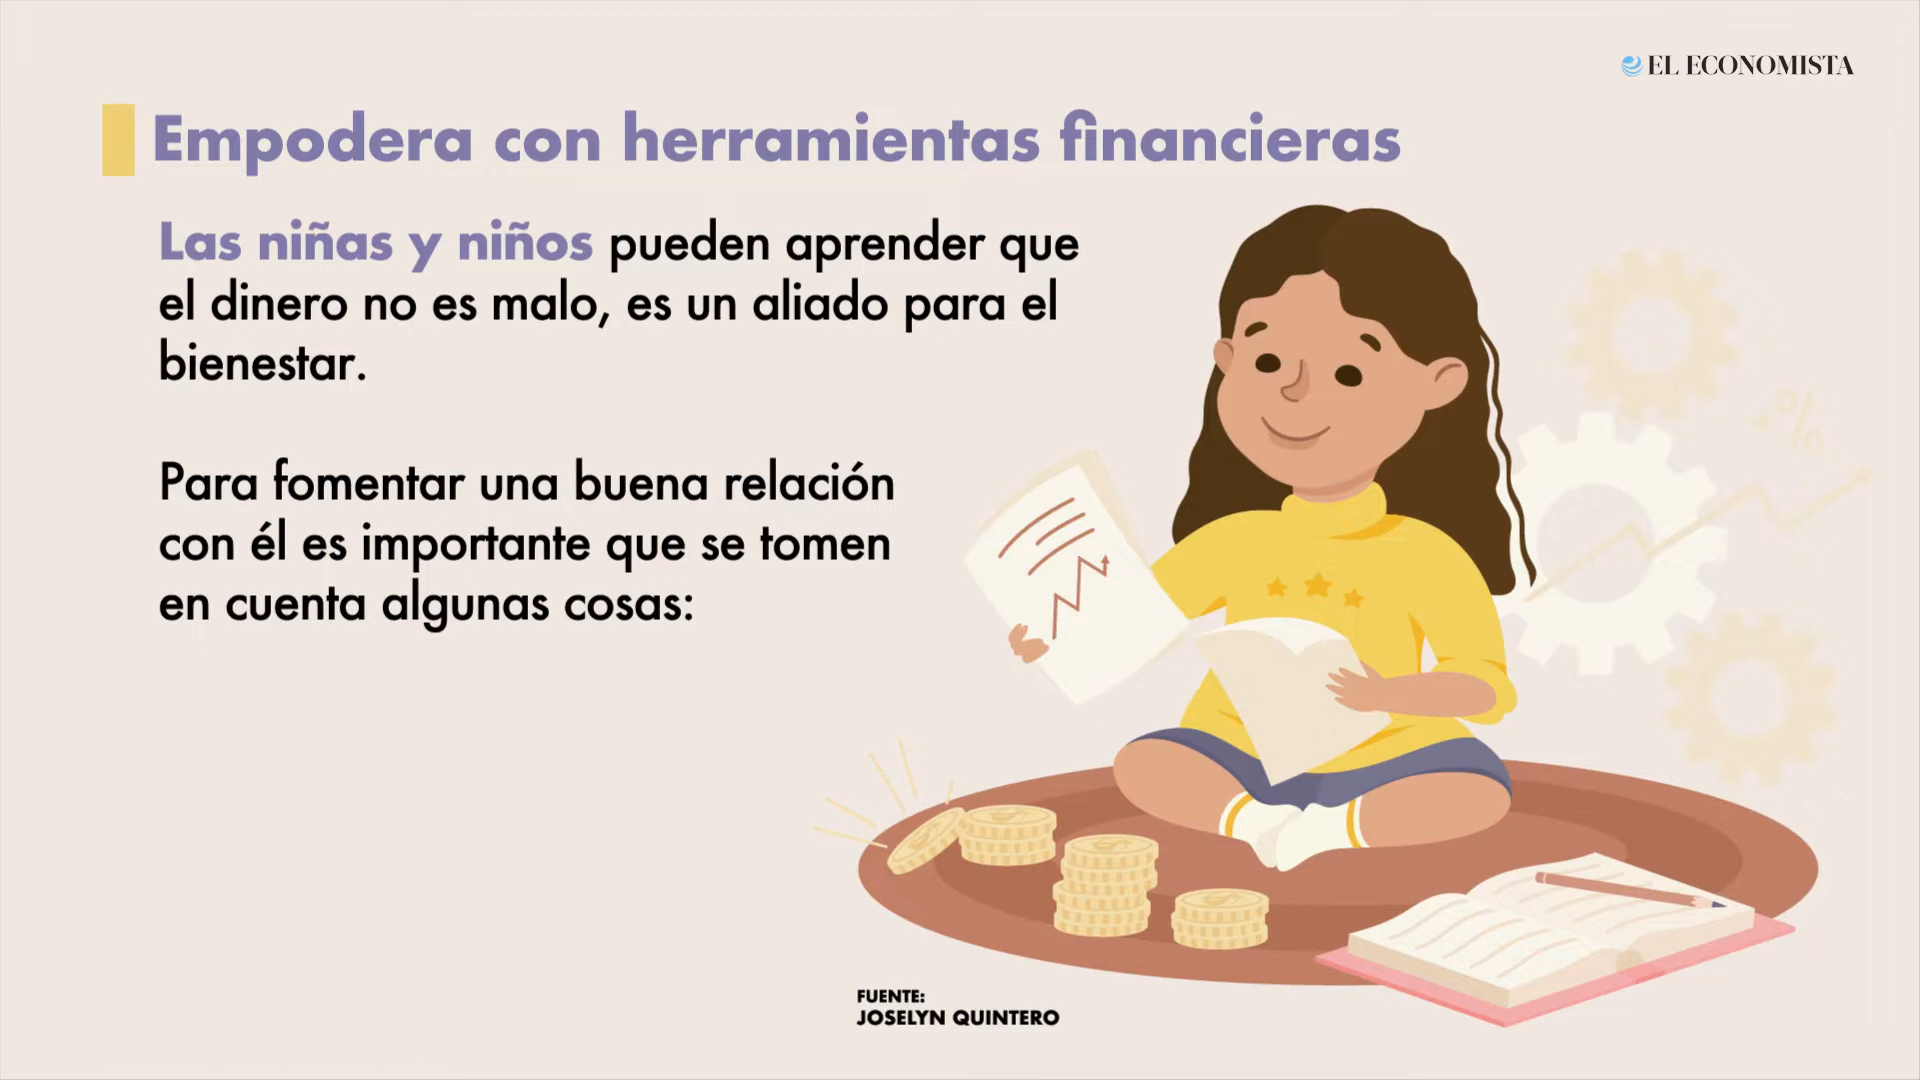 EL ECONOMISTA
Empodera con herramientas financieras
Las niñas y niños pueden aprender que
el dinero no es malo, es un aliado para el
bienestar.
Para fomentar una buena relación
con él es importante que se tomen
en cuenta algunas cosas:
%
FUENTE:
JOSELYN QUINTERO